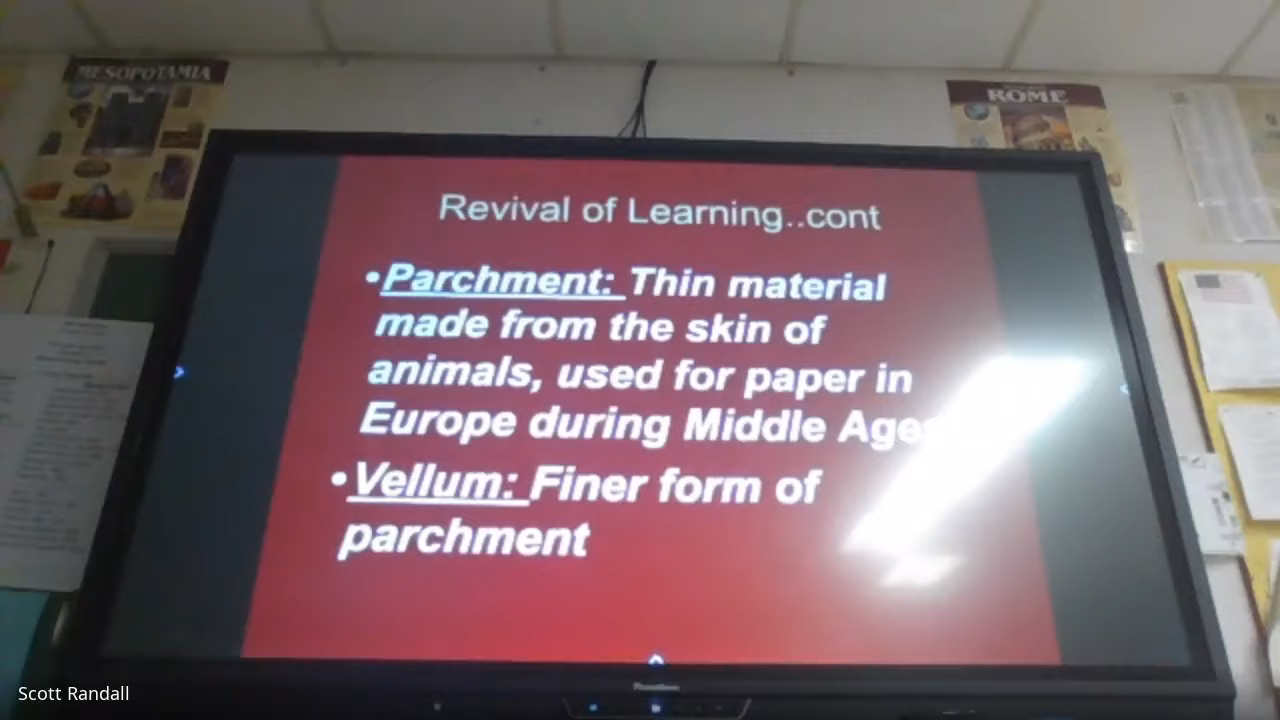 MESOPOTAMIA
ROME
Revival of Learning..cont
•Parchment: Thin material
made from the skin of
animals, used for paper in
Europe during Middle Ages
•Vellum: Finer form of
parchment
Scott Randall